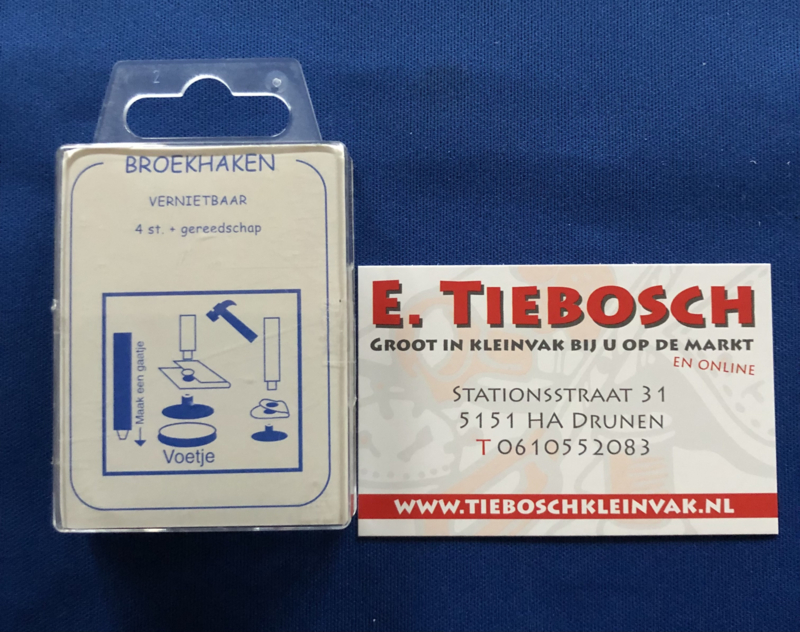 BROEKHAKEN
VERNIETBAAR
4 st. + gereedschap
Maak een gaatje
Voetje
E. TIEBOSCH
GROOT IN KLEINVAK BIJ U OP DE MARKT
EN ONLINE
STATIONSSTRAAT 31
5151 HA DRUNEN
T 0610552083
WWW.TIEBOSCHKLEINVAK.NL